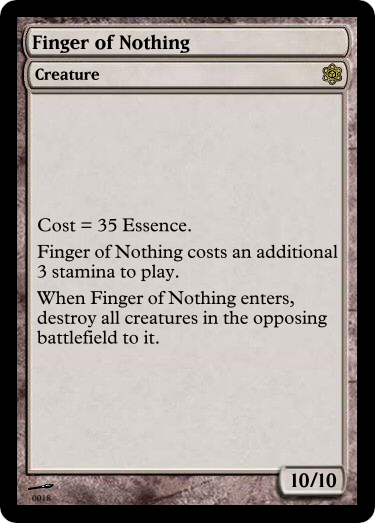 Finger of Nothing
Creature
Cost = 35 Essence.
Finger of Nothing costs an additional
3 stamina to play.
When Finger of Nothing enters,
destroy all creatures in the opposing
battlefield to it.
10/10
0018